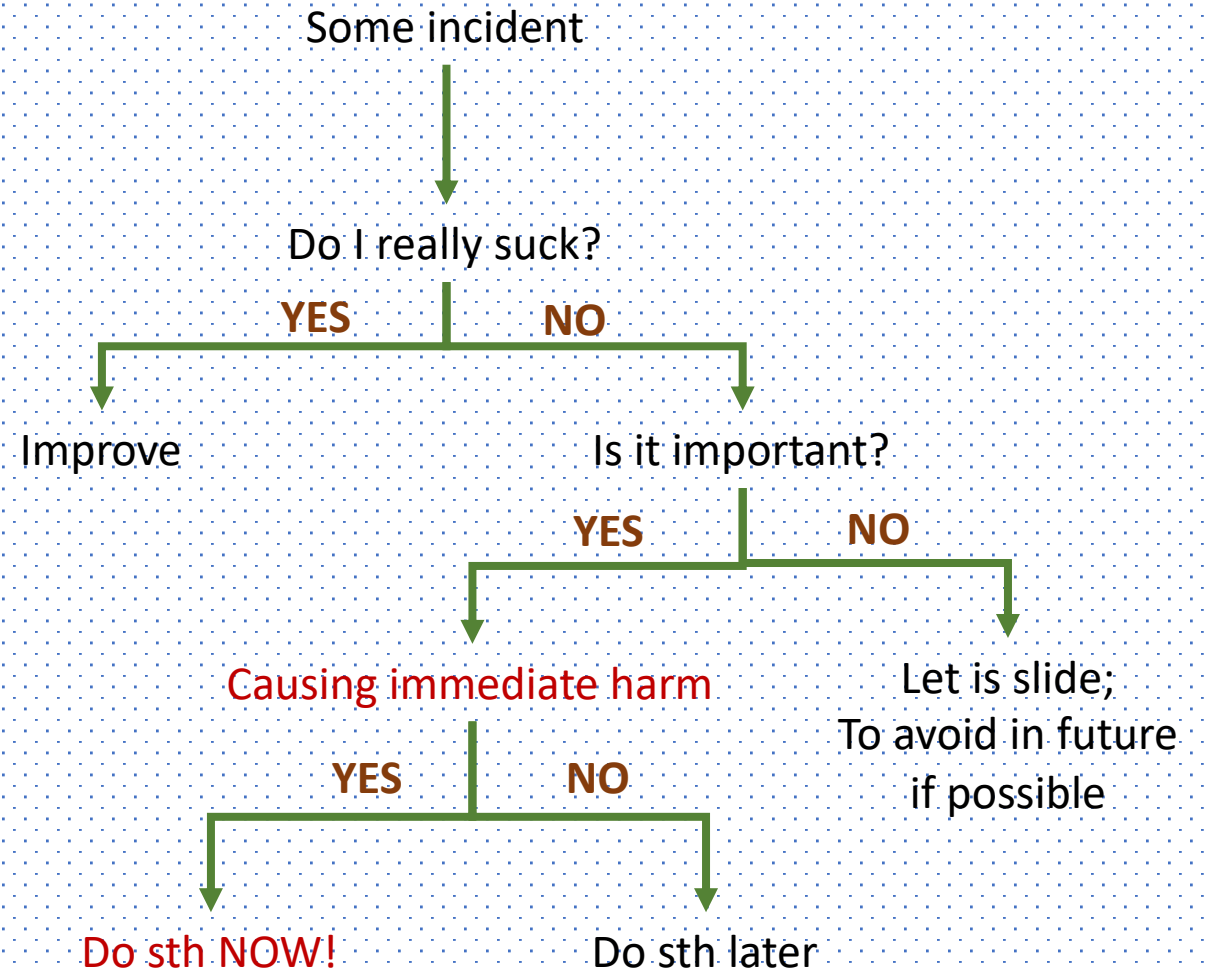 Some incident
Do I really suck?
YES
NO
Improve
Is it important?
YES
NO
Causing immediate harm
Let is slide;
To avoid in future
if possible
YES
NO
Do sth NOW!
Do sth later